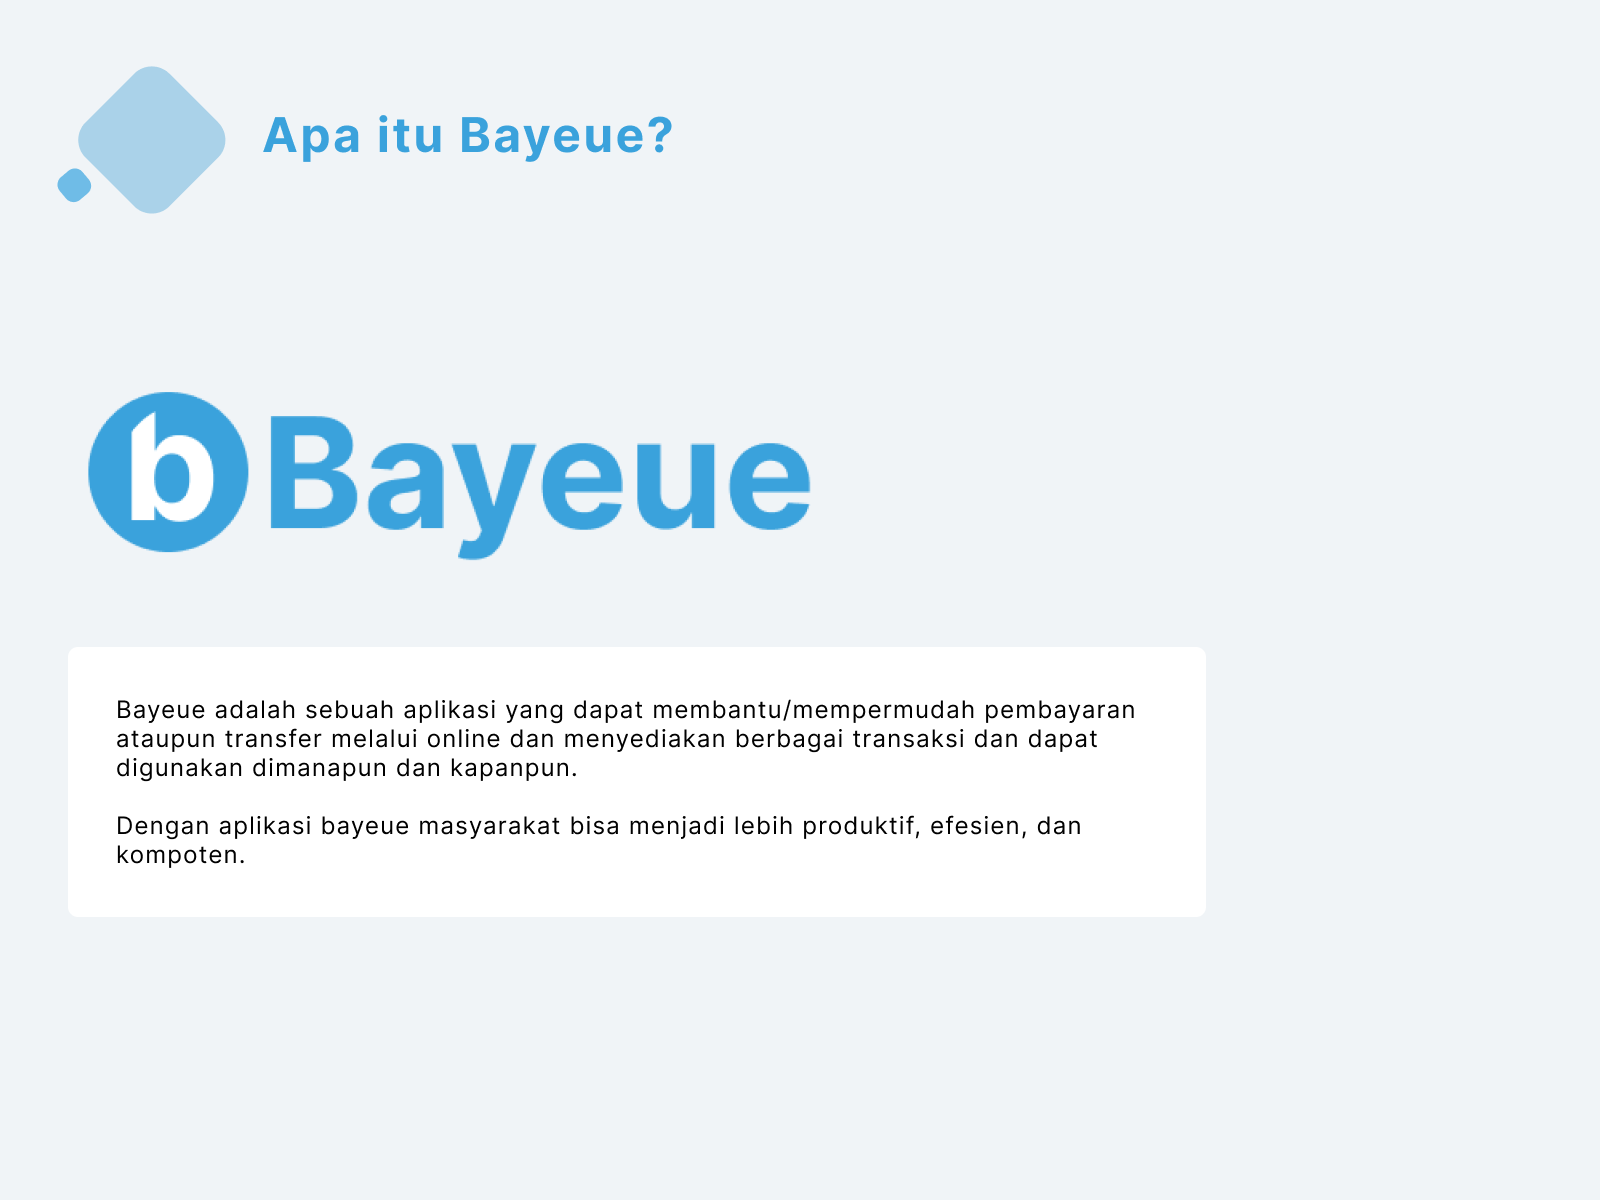 Apa itu Bayeue?
b Bayeue
Bayeue adalah sebuah aplikasi yang dapat membantu/mempermudah pembayaran
ataupun transfer melalui online dan menyediakan berbagai transaksi dan dapat
digunakan dimanapun dan kapanpun.
Dengan aplikasi bayeue masyarakat bisa menjadi lebih produktif, efesien, dan
kompoten.